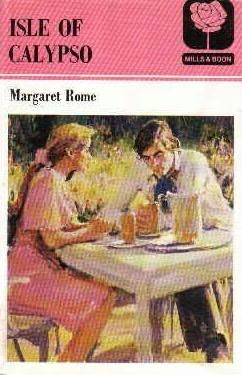 ISLE OF
CALYPSO
MILLS & BOON
Margaret Rome